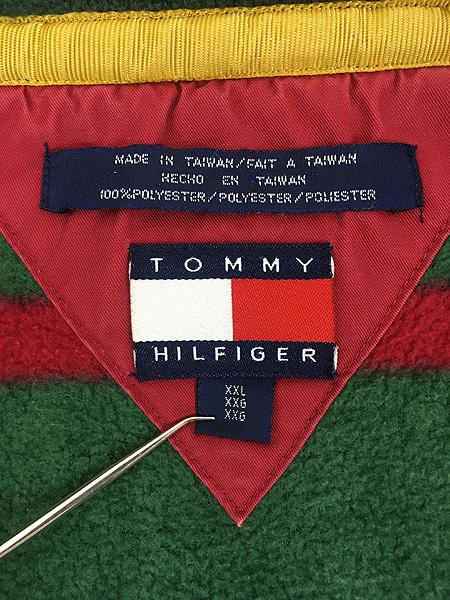 MADE IN TAIWAN/FAIT A TAIWAN
HECHO EN TAIWAN
100%POLYESTER/POLYESTER/POLIESTER
TOMMY
HILFIGER
XXL
XXG
XXG